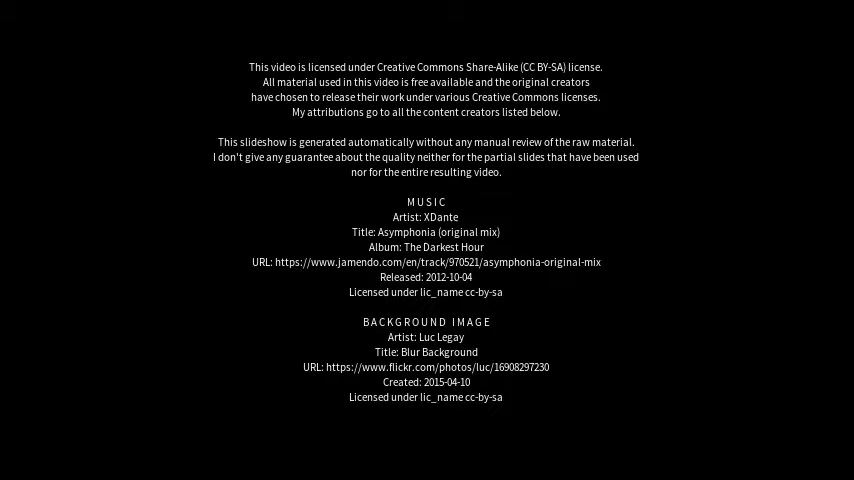 This video is licensed under Creative Commons Share-Alike (CC BY-SA) license.
All material used in this video is free available and the original creators
have chosen to release their work under various Creative Commons licenses.
My attributions go to all the content creators listed below.
This slideshow is generated automatically without any manual review of the raw material.
I don't give any guarantee about the quality neither for the partial slides that have been used
nor for the entire resulting video.
MUSIC
Artist: XDante
Title: Asymphonia (original mix)
Album: The Darkest Hour
URL: https://www.jamendo.com/en/track/970521/asymphonia-original-mix
Released: 2012-10-04
Licensed under lic_name cc-by-sa
BACKGROUND IMAGE
Artist: Luc Legay
Title: Blur Background
URL: https://www.flickr.com/photos/luc/16908297230
Created: 2015-04-10
Licensed under lic_name cc-by-sa